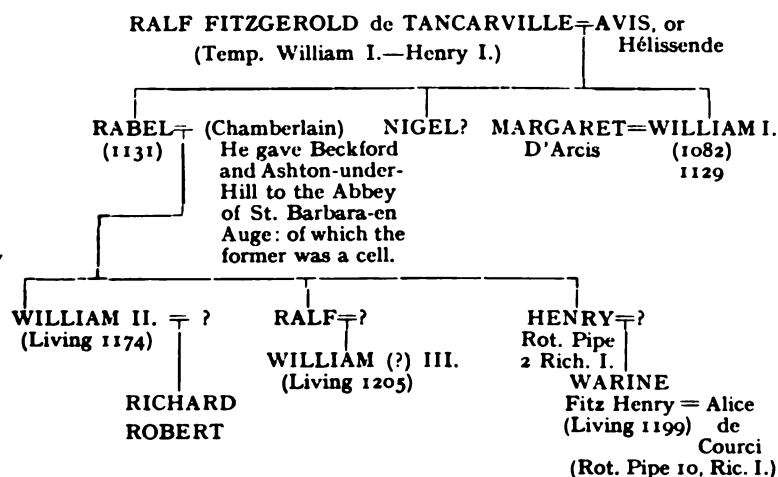 RALF FITZGEROLD de TANCARVILLE=AVIS, or
(Temp. William I.—Henry I.) Hélissende
RABEL= (Chamberlain) NIGEL? MARGARET=WILLIAM I.
(1131) He gave Beckford D'Arcis (1082)
and Ashton-under- 1129
Hill to the Abbey
of St. Barbara-en
Auge: of which the
former was a cell.
WILLIAM II. = ? RALF=? HENRY=?
(Living 1174) Rot. Pipe
WILLIAM (?) III. 2 Rich. I.
(Living 1205) WARINE
RICHARD Fitz Henry = Alice
ROBERT (Living 1199) de
Courci
(Rot. Pipe 10, Ric. I.)